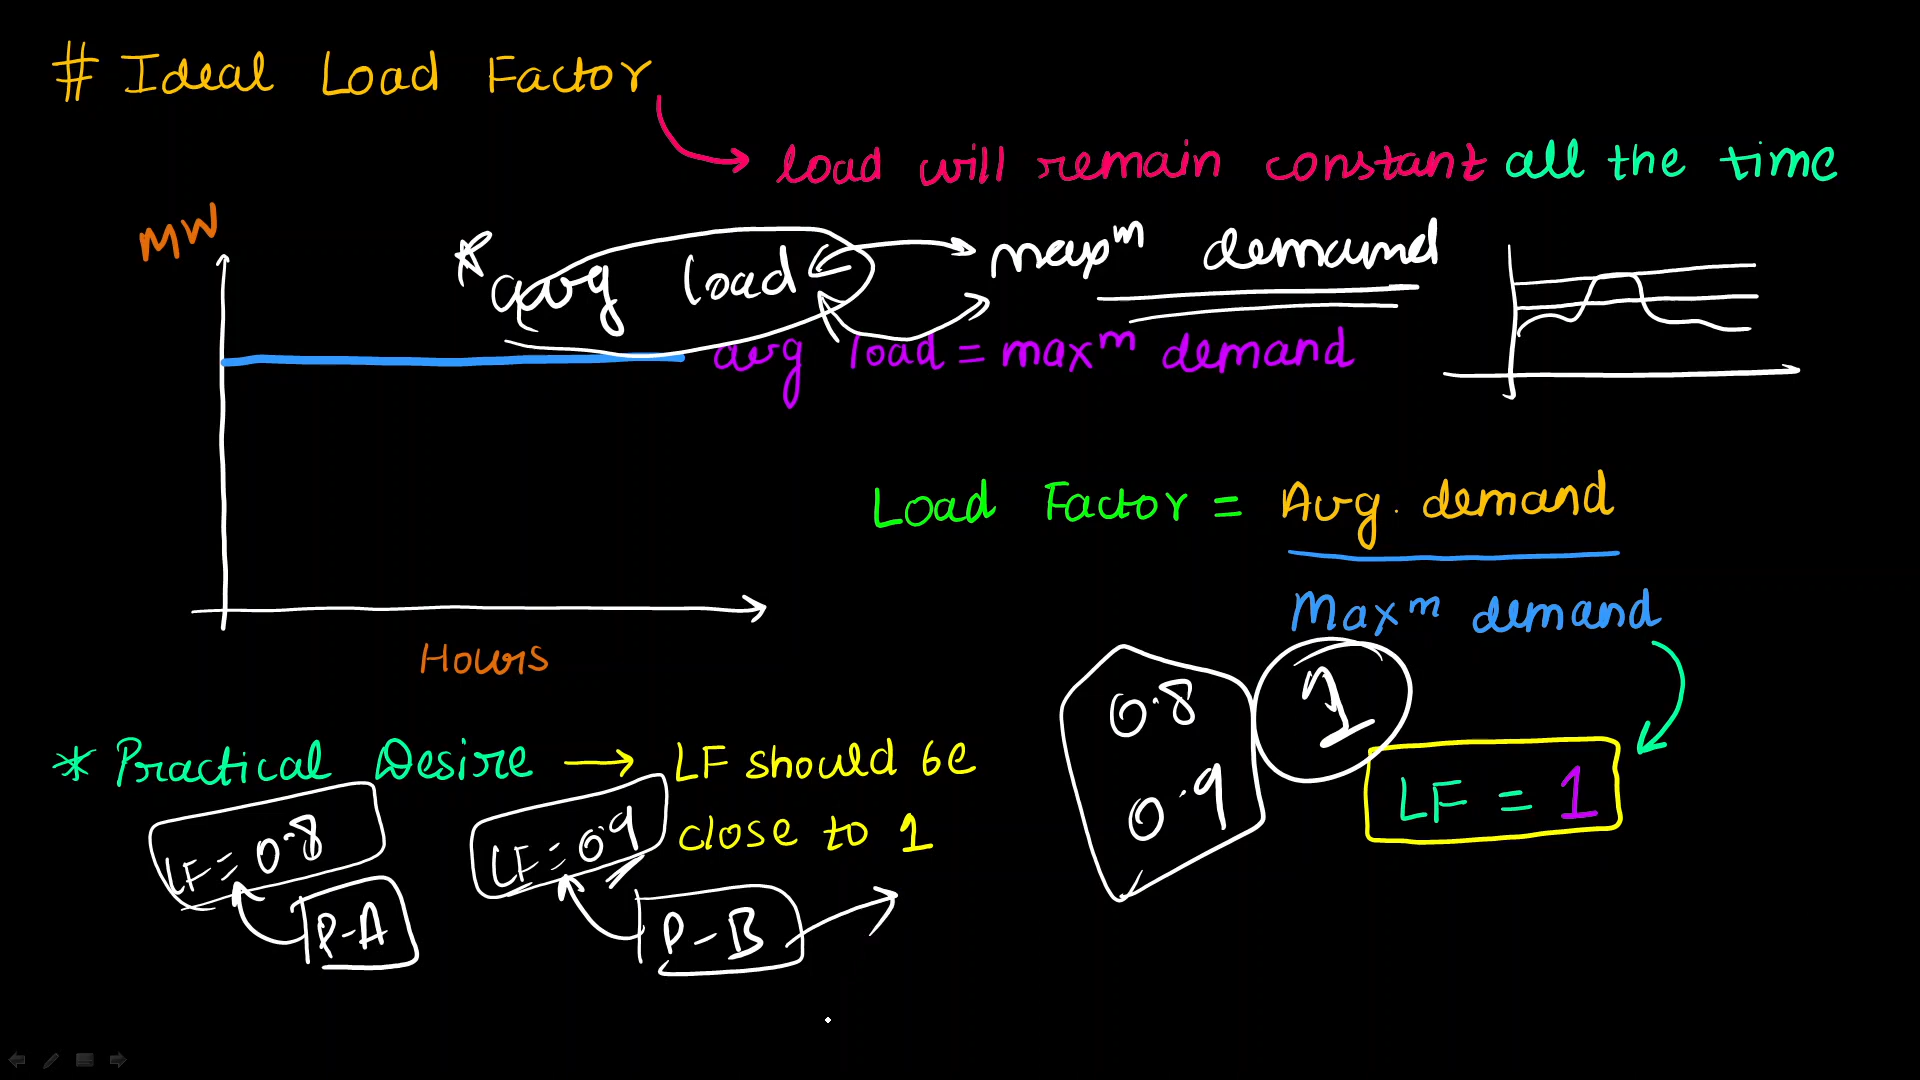 # Ideal Load Factor
load will remain constant all the time
MW
* avg load maxᵐ demand
avg load = maxᵐ demand
Load Factor = Avg. demand
Maxᵐ demand
Hours
0.8 1
0.9
LF = 1
* Practical Desire → LF should be
close to 1
LF = 0.8 LF = 0.9
P-A P-B